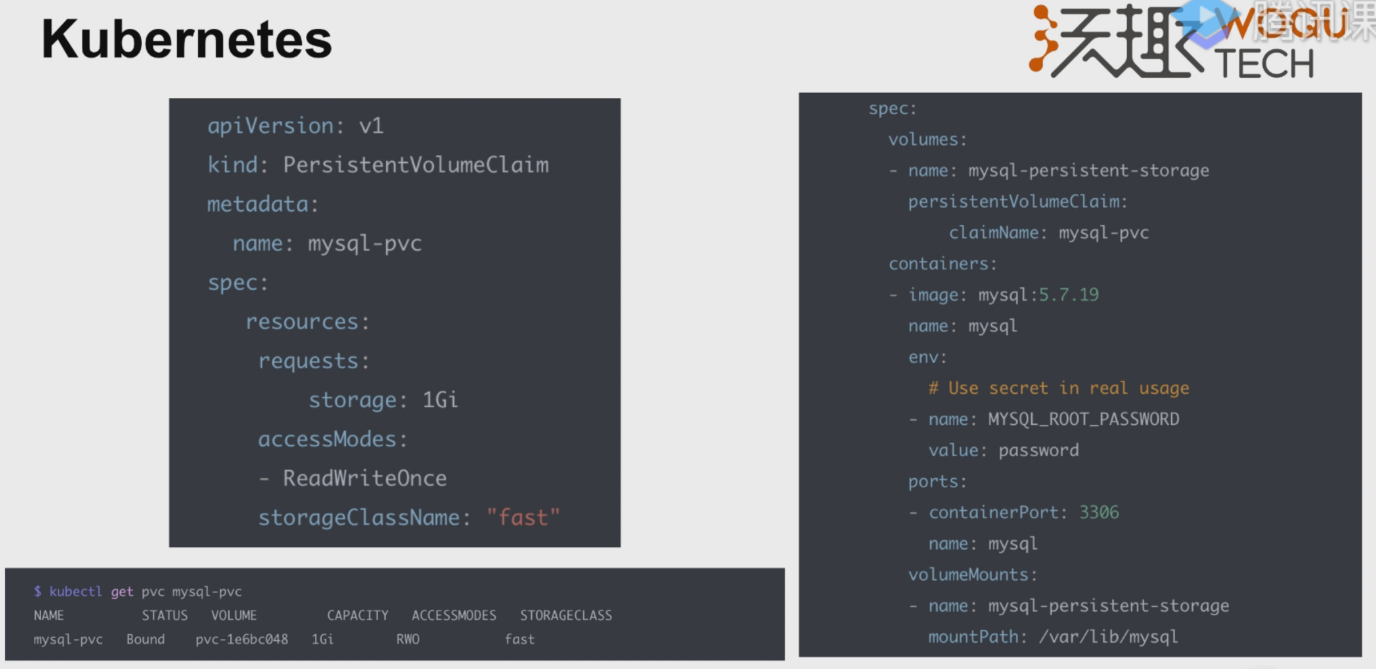 Kubernetes
沃趣 WOQU
TECH
腾讯课
apiVersion: v1
kind: PersistentVolumeClaim
metadata:
  name: mysql-pvc
spec:
   resources:
    requests:
        storage: 1Gi
    accessModes:
    - ReadWriteOnce
    storageClassName: "fast"
$ kubectl get pvc mysql-pvc
NAME STATUS VOLUME CAPACITY ACCESSMODES STORAGECLASS
mysql-pvc Bound pvc-1e6bc048 1Gi RWO fast
spec:
  volumes:
  - name: mysql-persistent-storage
    persistentVolumeClaim:
        claimName: mysql-pvc
  containers:
  - image: mysql:5.7.19
    name: mysql
    env:
      # Use secret in real usage
    - name: MYSQL_ROOT_PASSWORD
      value: password
    ports:
    - containerPort: 3306
      name: mysql
    volumeMounts:
    - name: mysql-persistent-storage
      mountPath: /var/lib/mysql